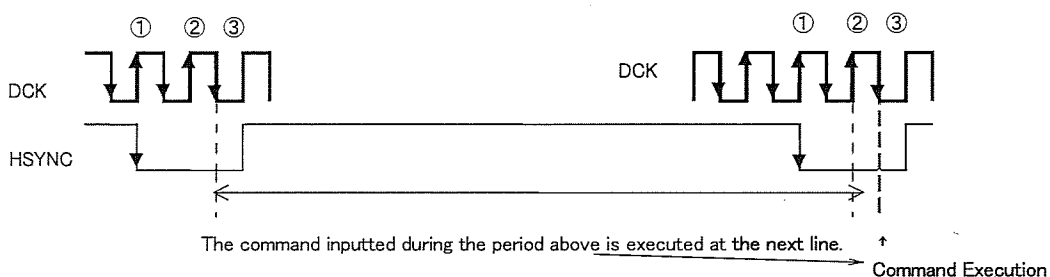 ① ② ③ ① ② ③
DCK DCK
HSYNC
The command inputted during the period above is executed at the next line.
Command Execution